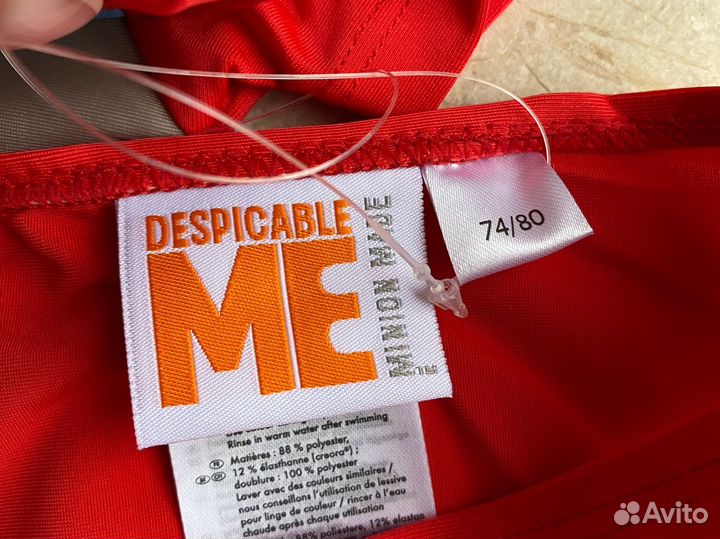 DESPICABLE
ME
MINION MADE
™
74/80
Rinse in warm water after swimming
Matières : 88 % polyester,
12 % élasthanne (creora®) ;
doublure : 100 % polyester
Laver avec des couleurs similaires /
nous conseillons l'utilisation de lessive
pour linge de couleur / rincer à l'eau
chaude après chaque utilisation
88% polyester, 12% elastan
Avito